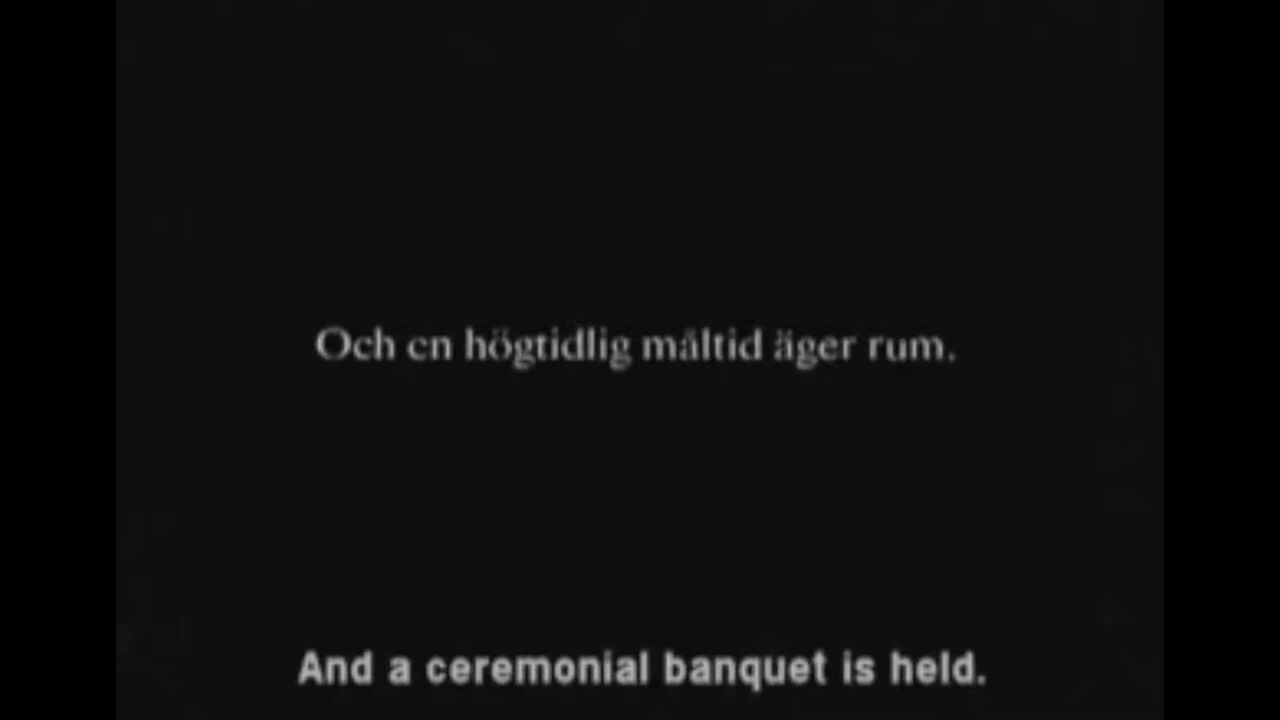 Och en högtidlig måltid äger rum.
And a ceremonial banquet is held.